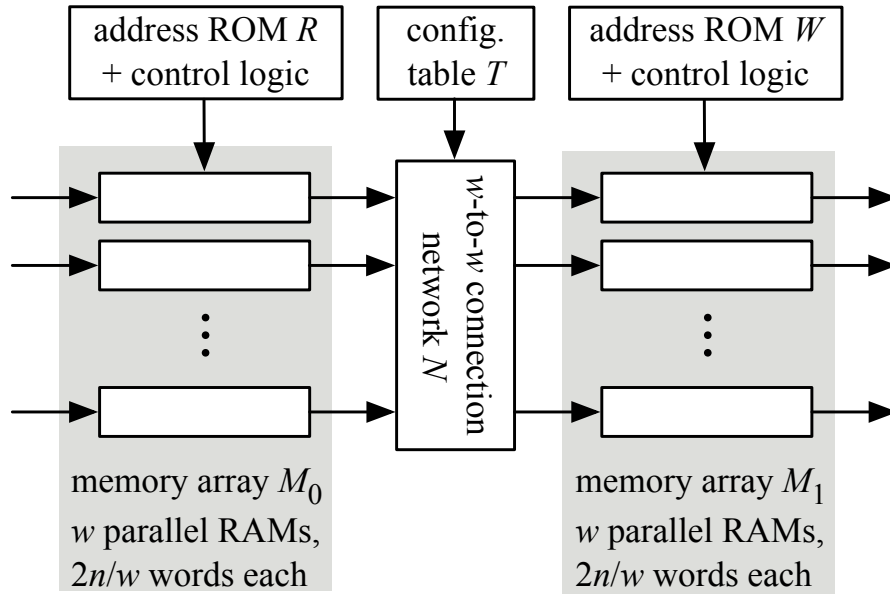 address ROM R
+ control logic
config.
table T
address ROM W
+ control logic
w-to-w connection
network N
memory array M0
w parallel RAMs,
2n/w words each
memory array M1
w parallel RAMs,
2n/w words each